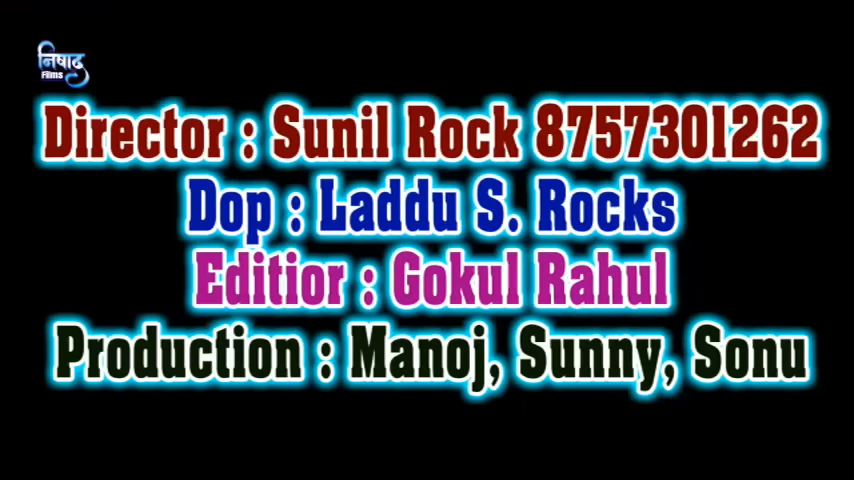 निषाद
Films
Director : Sunil Rock 8757301262
Dop : Laddu S. Rocks
Editior : Gokul Rahul
Production : Manoj, Sunny, Sonu